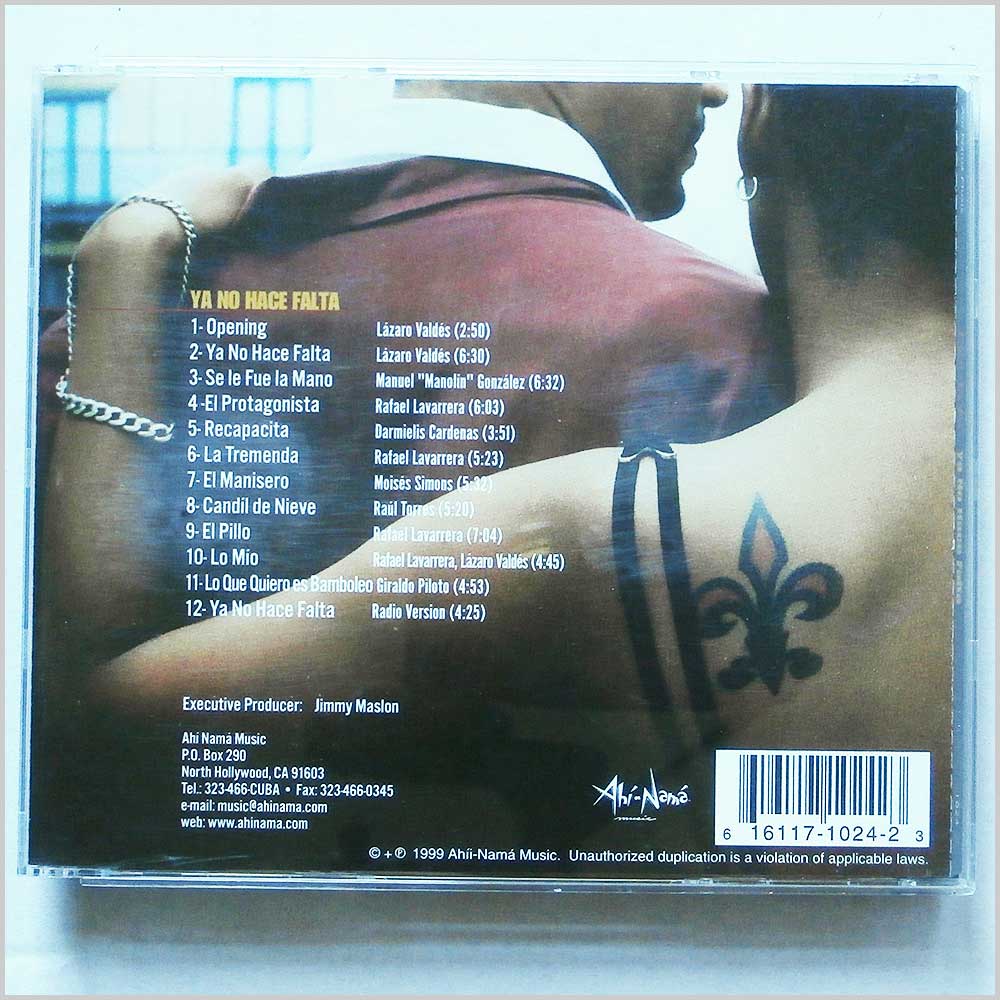 YA NO HACE FALTA
1- Opening Lázaro Valdés (2:50)
2- Ya No Hace Falta Lázaro Valdés (6:30)
3- Se le Fue la Mano Manuel "Manolín" González (6:32)
4- El Protagonista Rafael Lavarrera (6:03)
5- Recapacita Darmielis Cardenas (3:51)
6- La Tremenda Rafael Lavarrera (5:23)
7- El Manisero Moisés Simons (5:32)
8- Candíl de Nieve Raúl Torres (5:20)
9- El Pillo Rafael Lavarrera (7:04)
10- Lo Mío Rafael Lavarrera, Lázaro Valdés (4:45)
11- Lo Que Quiero es Bamboleo Giraldo Piloto (4:53)
12- Ya No Hace Falta Radio Version (4:25)
Executive Producer: Jimmy Maslon
Ahí Namá Music
P.O. Box 290
North Hollywood, CA 91603
Tel.: 323-466-CUBA • Fax: 323-466-0345
e-mail: music@ahinama.com
web: www.ahinama.com
Ahí-Namá
music
6 16117-1024-2 3
© + ℗ 1999 Ahíi-Namá Music. Unauthorized duplication is a violation of applicable laws.
Ya No Hace Falta